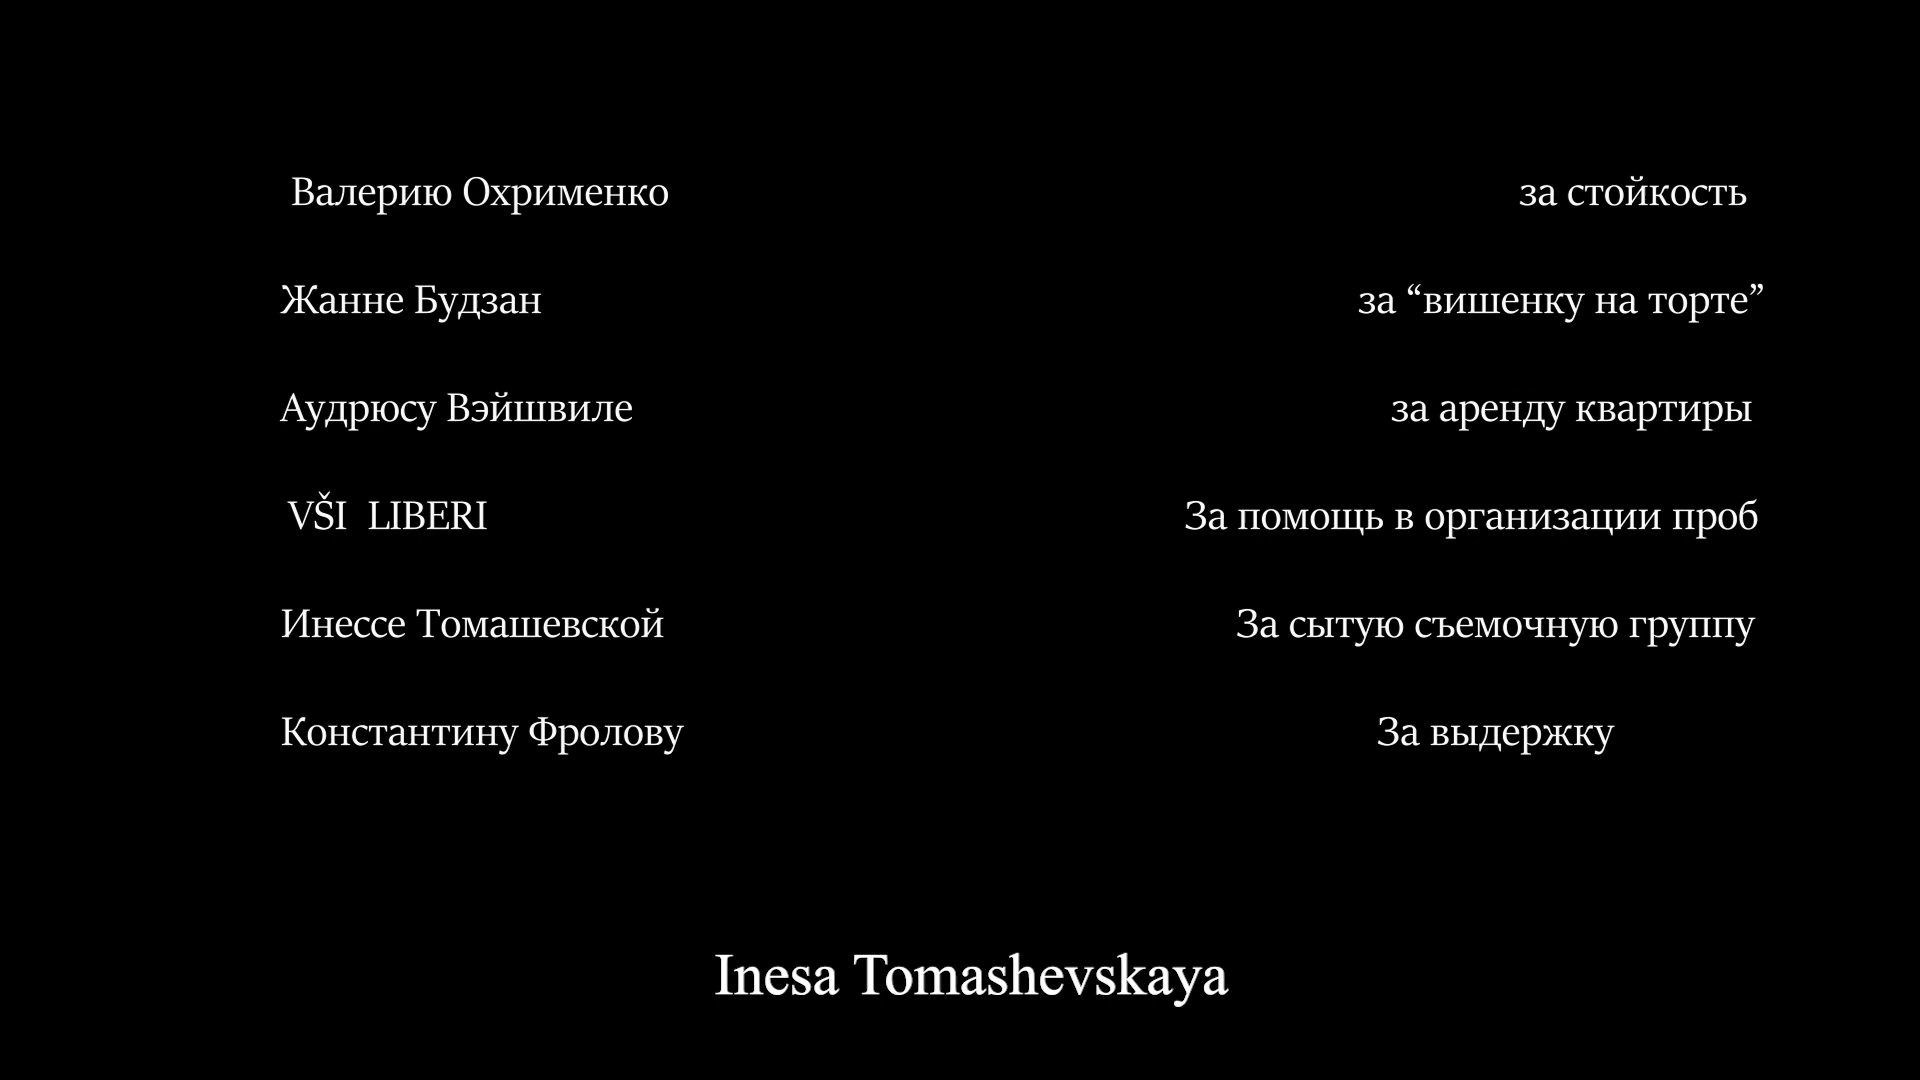 Валерию Охрименко за стойкость
Жанне Будзан за “вишенку на торте”
Аудрюсу Вэйшвиле за аренду квартиры
VŠI LIBERI За помощь в организации проб
Инессе Томашевской За сытую съемочную группу
Константину Фролову За выдержку
Inesa Tomashevskaya